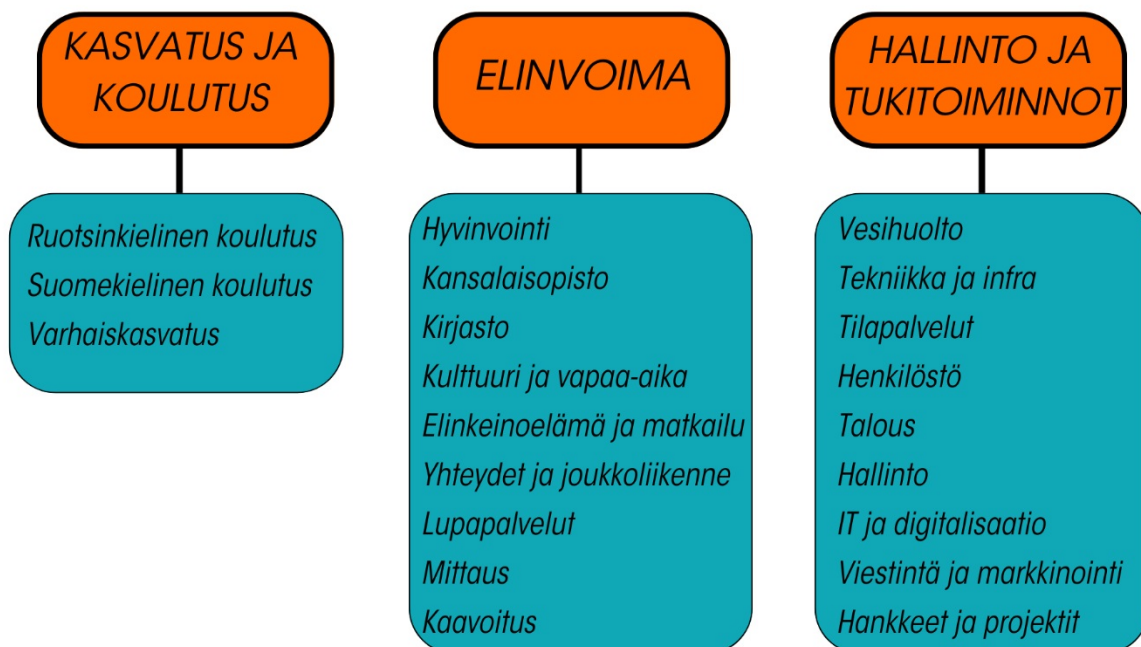 KASVATUS JA
KOULUTUS
Ruotsinkielinen koulutus
Suomekielinen koulutus
Varhaiskasvatus
ELINVOIMA
Hyvinvointi
Kansalaisopisto
Kirjasto
Kulttuuri ja vapaa-aika
Elinkeinoelämä ja matkailu
Yhteydet ja joukkoliikenne
Lupapalvelut
Mittaus
Kaavoitus
HALLINTO JA
TUKITOIMINNOT
Vesihuolto
Tekniikka ja infra
Tilapalvelut
Henkilöstö
Talous
Hallinto
IT ja digitalisaatio
Viestintä ja markkinointi
Hankkeet ja projektit